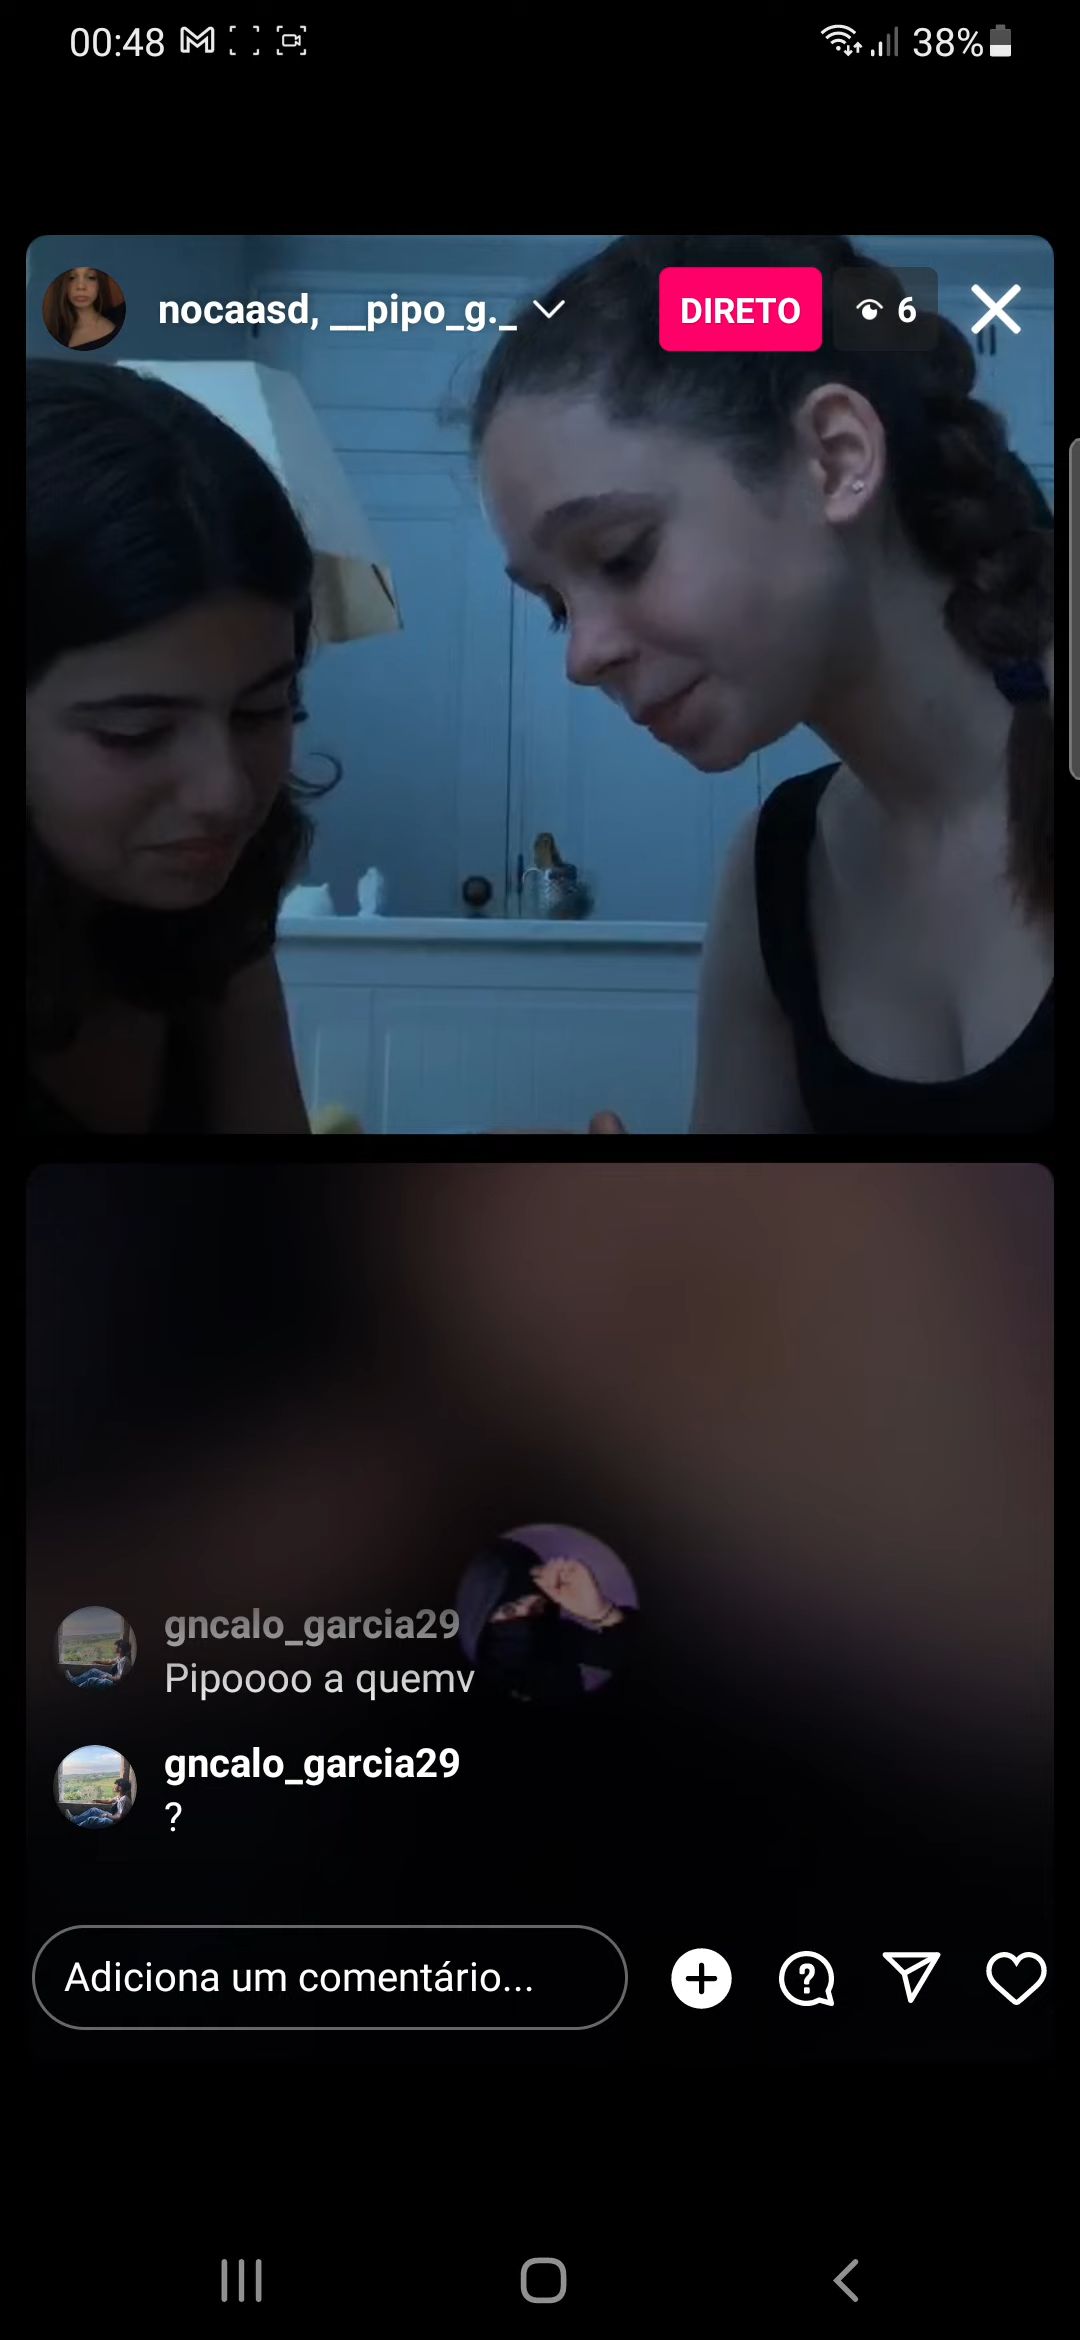 00:48 38%
nocaasd, __pipo_g._ DIRETO 6
gncalo_garcia29
Pipoooo a quemv
gncalo_garcia29
?
Adiciona um comentário...